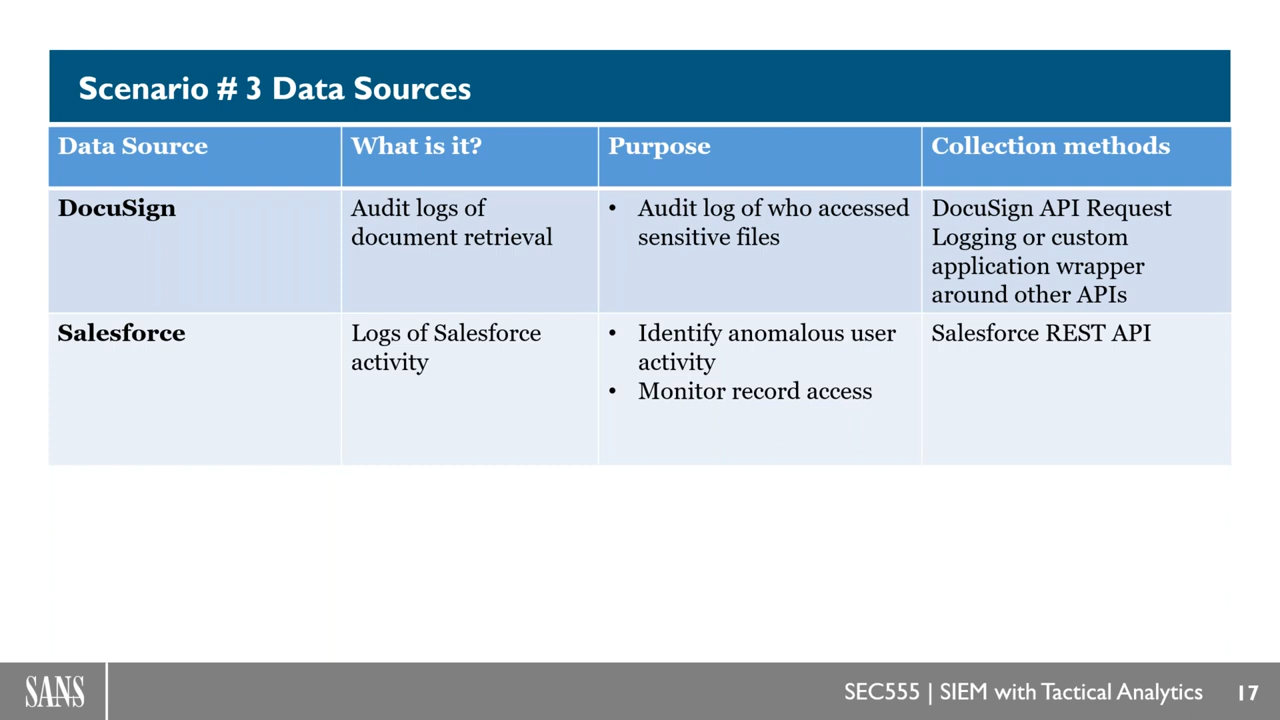 Scenario # 3 Data Sources
Data Source
What is it?
Purpose
Collection methods
DocuSign
Audit logs of
document retrieval
• Audit log of who accessed
sensitive files
DocuSign API Request
Logging or custom
application wrapper
around other APIs
Salesforce
Logs of Salesforce
activity
• Identify anomalous user
activity
• Monitor record access
Salesforce REST API
SANS
SEC555 | SIEM with Tactical Analytics
17